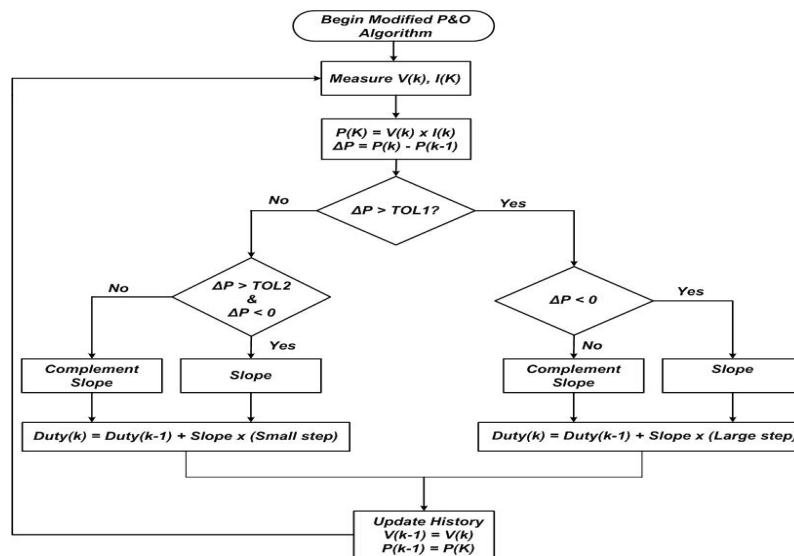 Begin Modified P&O
Algorithm
Measure V(k), I(K)
P(K) = V(k) x I(k)
ΔP = P(k) - P(k-1)
No
ΔP > TOL1?
Yes
No
ΔP > TOL2
&
ΔP < 0
Yes
ΔP < 0
Yes
No
Complement
Slope
Slope
Complement
Slope
Slope
Duty(k) = Duty(k-1) + Slope x (Small step)
Duty(k) = Duty(k-1) + Slope x (Large step)
Update History
V(k-1) = V(k)
P(k-1) = P(K)